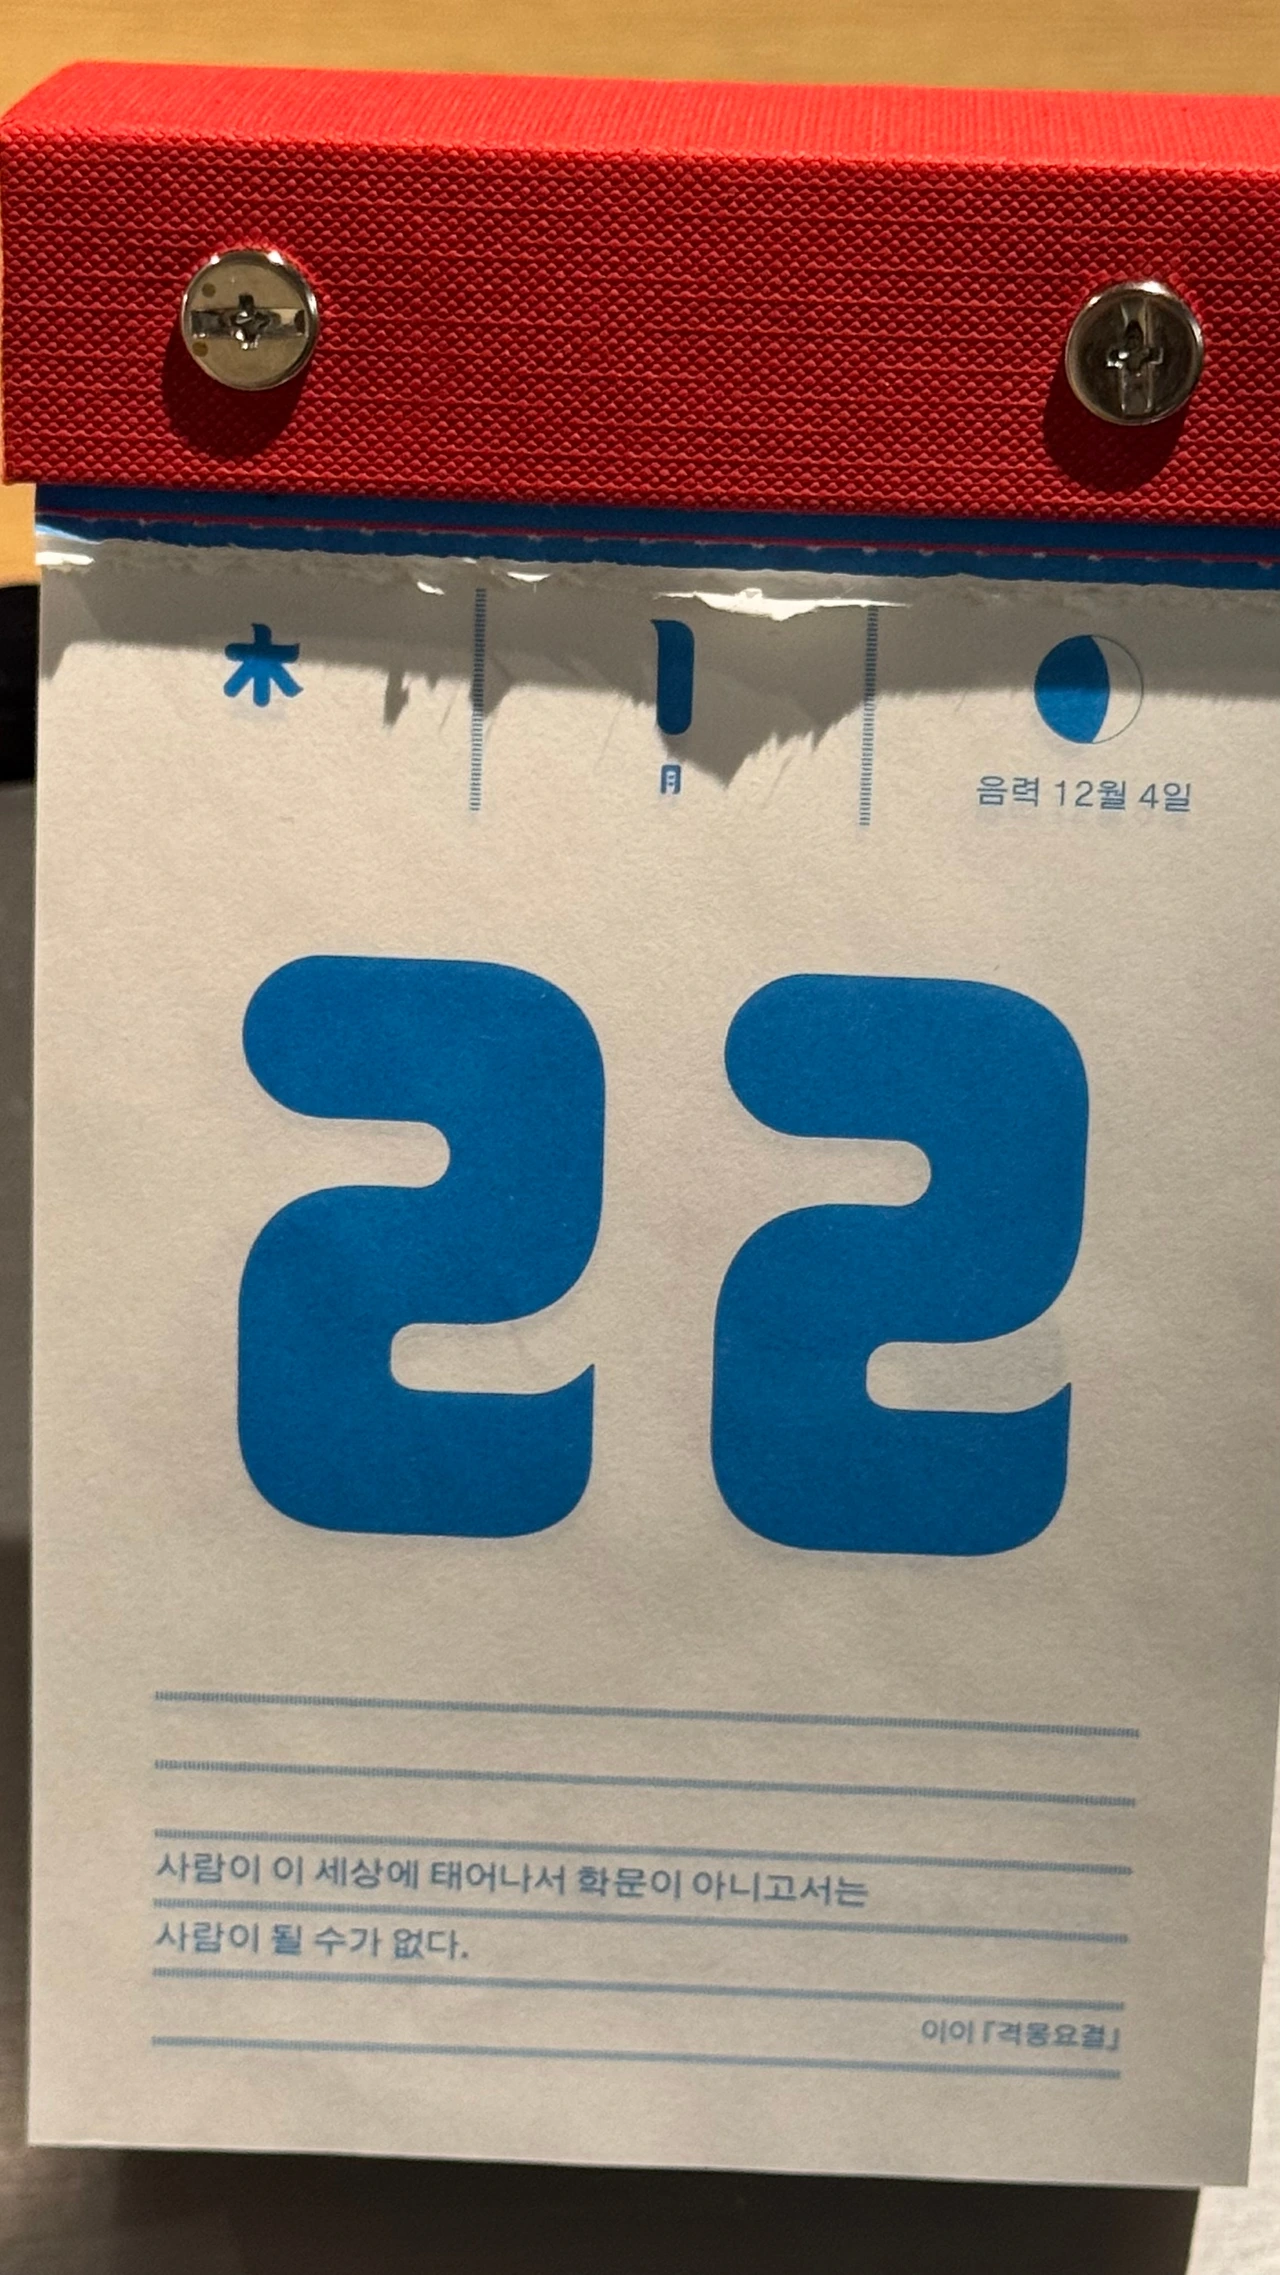 木
1
月
음력 12월 4일
22
사람이 이 세상에 태어나서 학문이 아니고서는
사람이 될 수가 없다.
이이 「격몽요결」